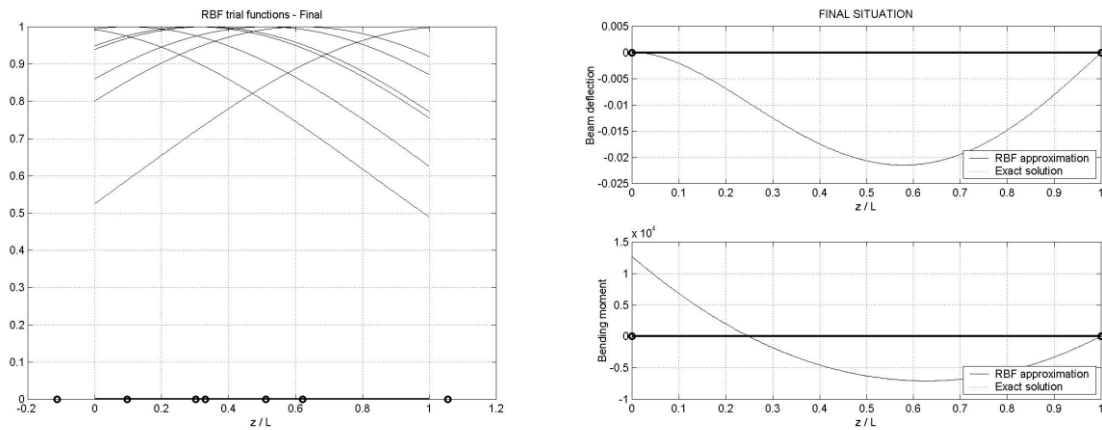 RBF trial functions - Final
1
0.9
0.8
0.7
0.6
0.5
0.4
0.3
0.2
0.1
0
-0.2 0 0.2 0.4 0.6 0.8 1 1.2
z / L
FINAL SITUATION
Beam deflection
0.005
0
-0.005
-0.01
-0.015
-0.02
-0.025
RBF approximation
Exact solution
0 0.1 0.2 0.3 0.4 0.5 0.6 0.7 0.8 0.9 1
z / L
x 10^4
Bending moment
1.5
1
0.5
0
-0.5
-1
RBF approximation
Exact solution
0 0.1 0.2 0.3 0.4 0.5 0.6 0.7 0.8 0.9 1
z / L